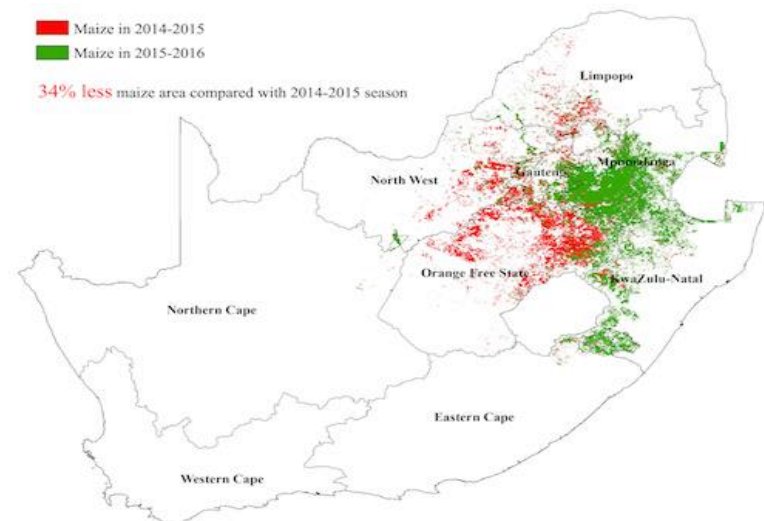 Maize in 2014-2015
Maize in 2015-2016
34% less maize area compared with 2014-2015 season
Limpopo
Mpumalanga
North West
Gauteng
Orange Free State
KwaZulu-Natal
Northern Cape
Eastern Cape
Western Cape